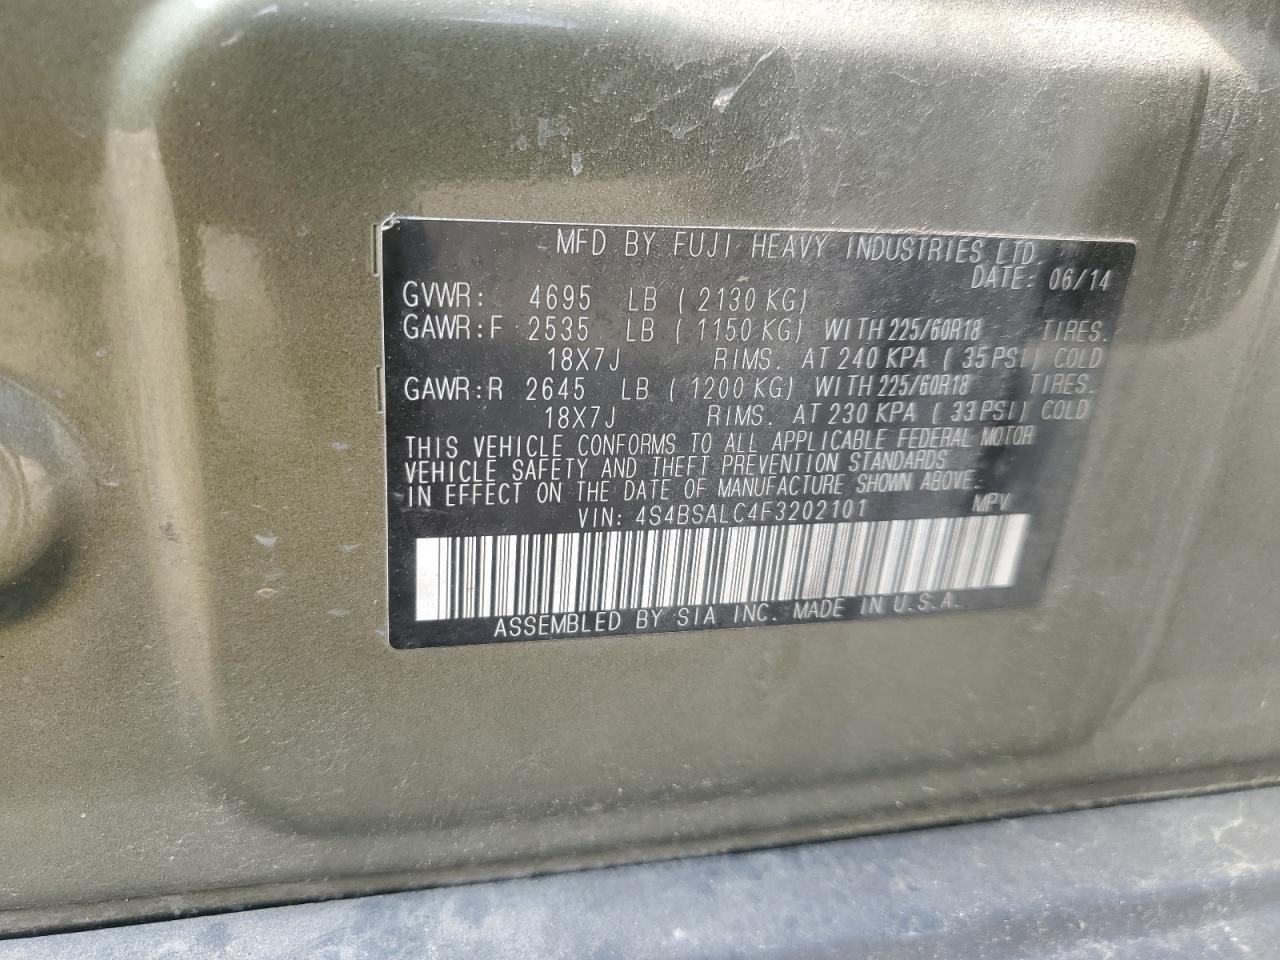 MFD BY FUJI HEAVY INDUSTRIES LTD.
DATE: 06/14
GVWR: 4695 LB (2130 KG)
GAWR:F 2535 LB (1150 KG) WITH 225/60R18 TIRES.
18X7J RIMS. AT 240 KPA (35 PSI) COLD
GAWR:R 2645 LB (1200 KG) WITH 225/60R18 TIRES.
18X7J RIMS. AT 230 KPA (33 PSI) COLD
THIS VEHICLE CONFORMS TO ALL APPLICABLE FEDERAL MOTOR
VEHICLE SAFETY AND THEFT PREVENTION STANDARDS
IN EFFECT ON THE DATE OF MANUFACTURE SHOWN ABOVE.
VIN: 4S4BSALC4F3202101 MPV
ASSEMBLED BY SIA INC. MADE IN U.S.A.